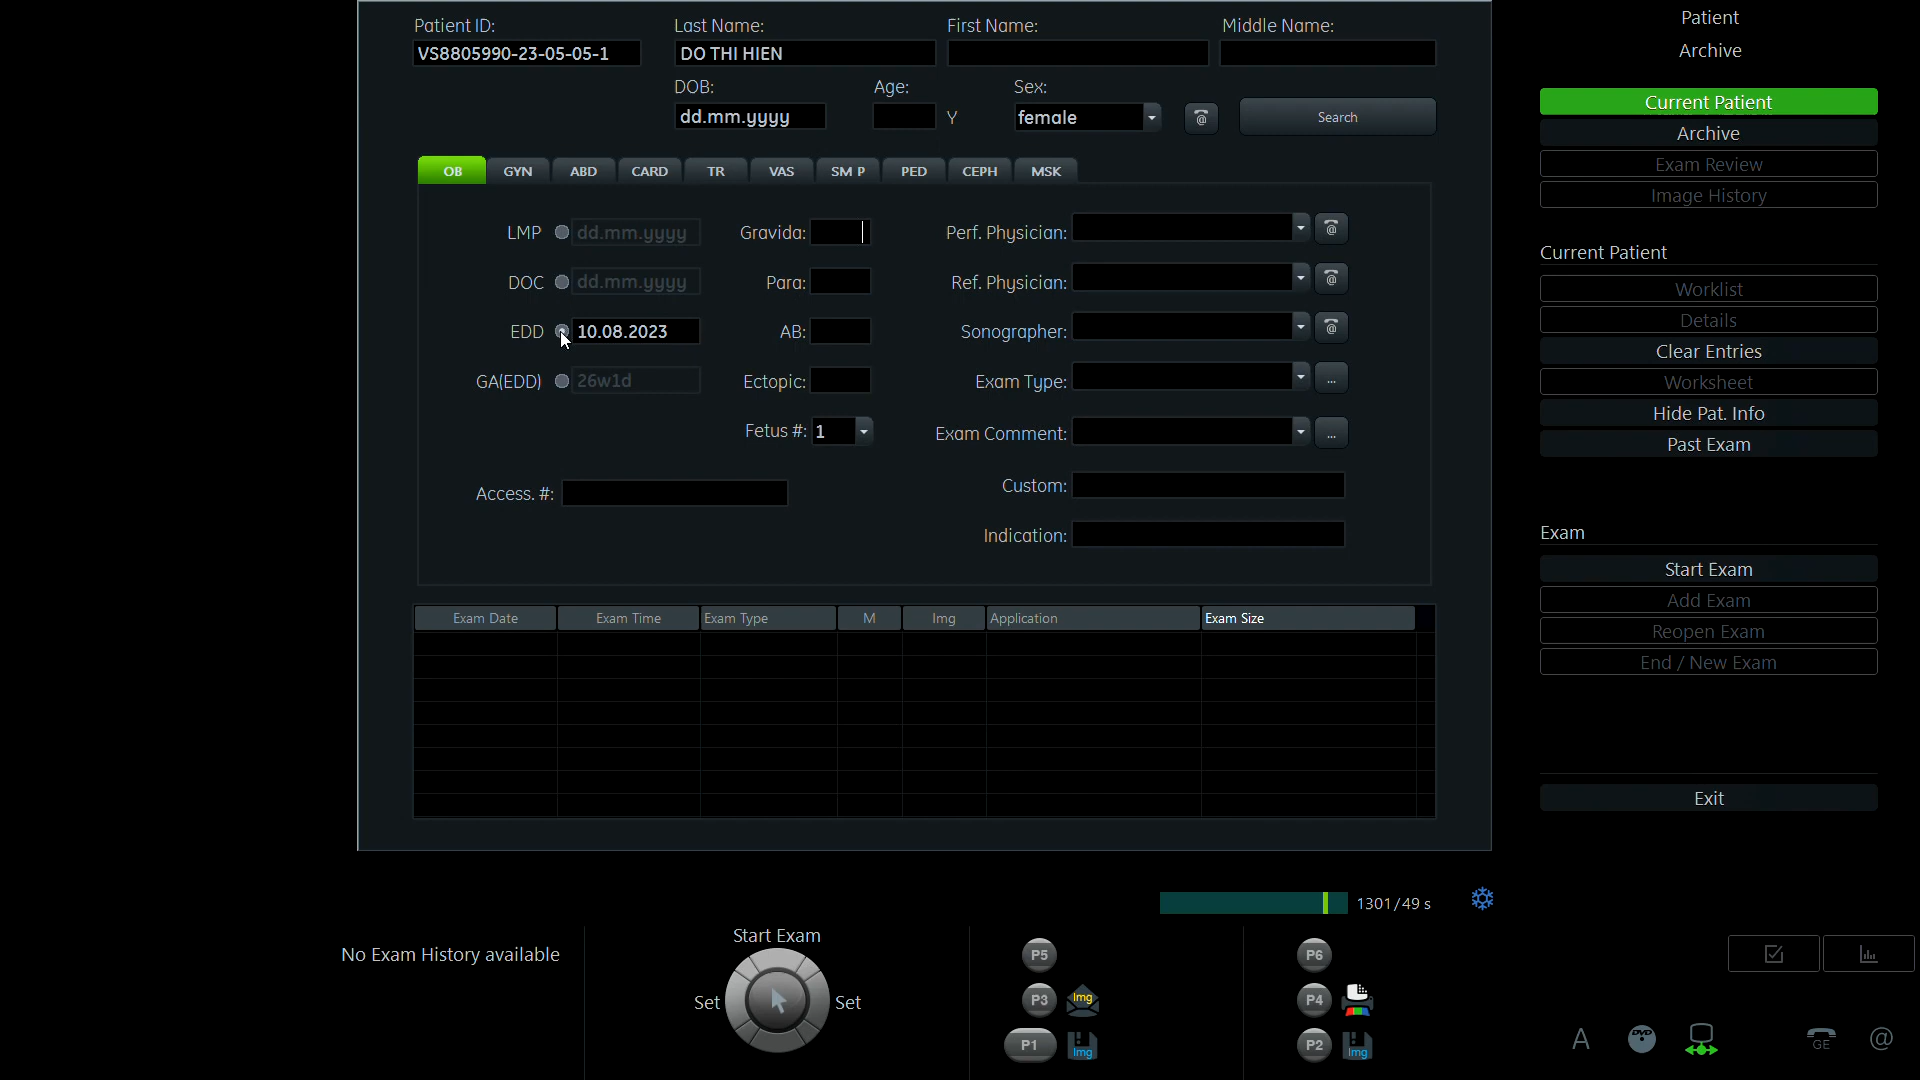 Patient ID: Last Name: First Name: Middle Name:
VS8805990-23-05-05-1 DO THI HIEN
DOB: Age: Sex:
dd.mm.yyyy Y female @ Search
OB GYN ABD CARD TR VAS SM P PED CEPH MSK
LMP dd.mm.yyyy Gravida: Perf. Physician: @
DOC dd.mm.yyyy Para: Ref. Physician: @
EDD 10.08.2023 AB: Sonographer: @
GA(EDD) 26w1d Ectopic: Exam Type: ...
Fetus #: 1 Exam Comment: ...
Access. #: Custom:
Indication:
Exam Date Exam Time Exam Type M Img Application Exam Size
Patient
Archive
Current Patient
Archive
Exam Review
Image History
Current Patient
Worklist
Details
Clear Entries
Worksheet
Hide Pat. Info
Past Exam
Exam
Start Exam
Add Exam
Reopen Exam
End / New Exam
Exit
1301/49 s
No Exam History available
Start Exam
Set Set
P5 P6
P3 Img P4
P1 Img P2 Img
A DVD GE @